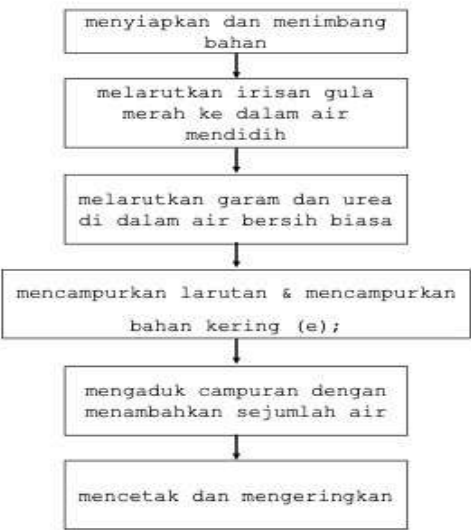 menyiapkan dan menimbang
bahan
melarutkan irisan gula
merah ke dalam air
mendidih
melarutkan garam dan urea
di dalam air bersih biasa
mencampurkan larutan & mencampurkan
bahan kering (e);
mengaduk campuran dengan
menambahkan sejumlah air
mencetak dan mengeringkan